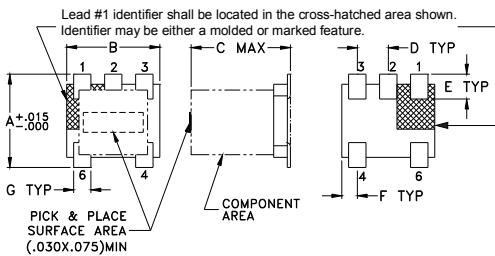 Lead #1 identifier shall be located in the cross-hatched area shown.
Identifier may be either a molded or marked feature.
B
C MAX
D TYP
1 2 3
3 2 1
E TYP
A +.015
-.000
6 4
4 6
G TYP
F TYP
PICK & PLACE
SURFACE AREA
(.030X.075)MIN
COMPONENT
AREA